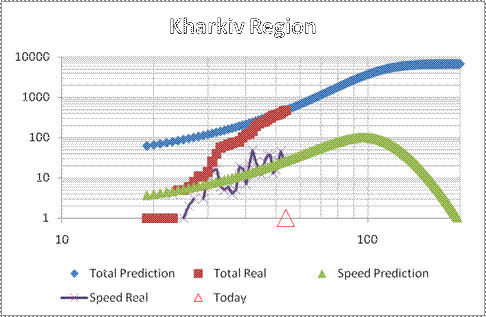 Kharkiv Region
10000
1000
100
10
1
10 100
Total Prediction Total Real Speed Prediction
Speed Real Today